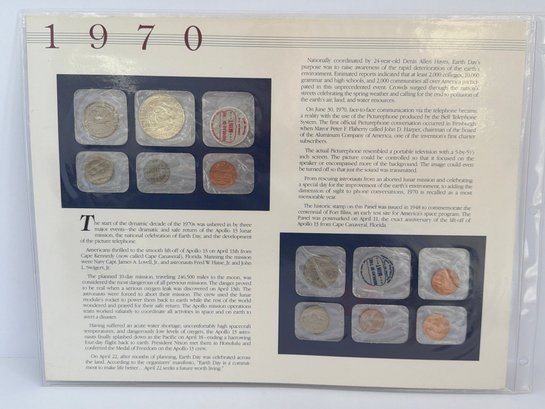 1970
The start of the dynamic decade of the 1970s was ushered in by three
major events—the dramatic and safe return of the Apollo 13 lunar
mission, the national celebration of Earth Day, and the development
of the picture telephone.
Americans thrilled to the smooth lift-off of Apollo 13 on April 11th from
Cape Kennedy (now called Cape Canaveral), Florida. Manning the mission
were Navy Capt. James A. Lovell, Jr., and astronauts Fred W. Haise, Jr. and John
L. Swigert, Jr.
The planned 10-day mission, traveling 246,500 miles to the moon, was
considered the most dangerous of all previous missions. The danger proved
to be real when a serious oxygen leak was discovered on April 13th. The
astronauts were forced to abort their mission. The crew used the lunar
module's rocket to power them back to earth while the rest of the world
wondered and prayed for their safe return. The Apollo mission operations
team worked ardently to coordinate all activities in space and on earth to
avert a disaster.
Having suffered an acute water shortage, uncomfortably high spacecraft
temperatures, and dangerously low levels of oxygen, the Apollo 13 astro-
nauts finally splashed down in the Pacific on April 18—ending a harrowing
four-day flight back to earth. President Nixon met them in Honolulu and
conferred the Medal of Freedom on the Apollo 13 crew.
On April 22, after months of planning, Earth Day was celebrated across
the land. According to the organizers' manifesto, "Earth Day is a commit-
ment to make life better. . .April 22 seeks a future worth living."
Nationally coordinated by 24-year-old Denis Allen Hayes, Earth Day's
purpose was to raise awareness of the rapid deterioration of the earth's
environment. Estimated reports indicated that at least 2,000 colleges, 10,000
grammar and high schools, and 2,000 communities all over America partici-
pated in this unprecedented event. Crowds surged through the nation's
streets celebrating the spring weather and calling for the end to pollution of
the earth's air, land, and water resources.
On June 30, 1970, face-to-face communication via the telephone became
a reality with the use of the Picturephone produced by the Bell Telephone
System. The first official Picturephone conversation occurred in Pittsburgh
when Mayor Peter F. Flaherty called John D. Harper, chairman of the board
of the Aluminum Company of America, one of the invention's first charter
subscribers.
The actual Picturephone resembled a portable television with a 5-by-5½
inch screen. The picture could be controlled so that it focused on the
speaker or encompassed more of the background. The image could even
be turned off so that just the sound was transmitted.
From rescuing astronauts from an aborted lunar mission and celebrating
a special day for the improvement of the earth's environment, to adding the
dimension of sight to phone conversations, 1970 is recalled as a most
memorable year.
The historic stamp on this Panel was issued in 1948 to commemorate the
centennial of Fort Bliss, an early test site for America's space program. The
Panel was postmarked on April 11, the exact anniversary of the lift-off of
Apollo 13 from Cape Canaveral, Florida.